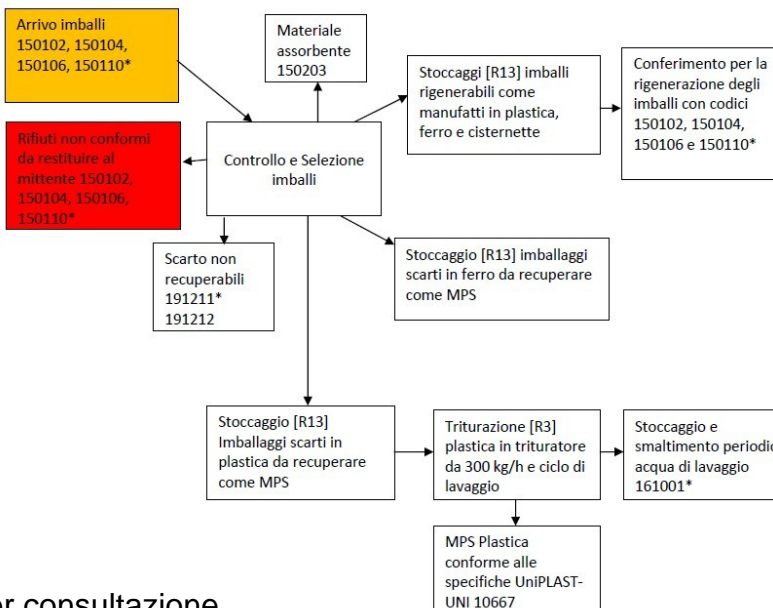 Arrivo imballi
150102, 150104,
150106, 150110*
Materiale
assorbente
150203
Stoccaggi [R13] imballi
rigenerabili come
manufatti in plastica,
ferro e cisternette
Conferimento per la
rigenerazione degli
imballi con codici
150102, 150104,
150106 e 150110*
Rifiuti non conformi
da restituire al
mittente 150102,
150104, 150106,
150110*
Controllo e Selezione
imballi
Scarto non
recuperabili
191211*
191212
Stoccaggio [R13] imballaggi
scarti in ferro da recuperare
come MPS
Stoccaggio [R13]
Imballaggi scarti in
plastica da recuperare
come MPS
Triturazione [R3]
plastica in trituratore
da 300 kg/h e ciclo di
lavaggio
Stoccaggio e
smaltimento periodic
acqua di lavaggio
161001*
MPS Plastica
conforme alle
specifiche UniPLAST-
UNI 10667
er consultazione